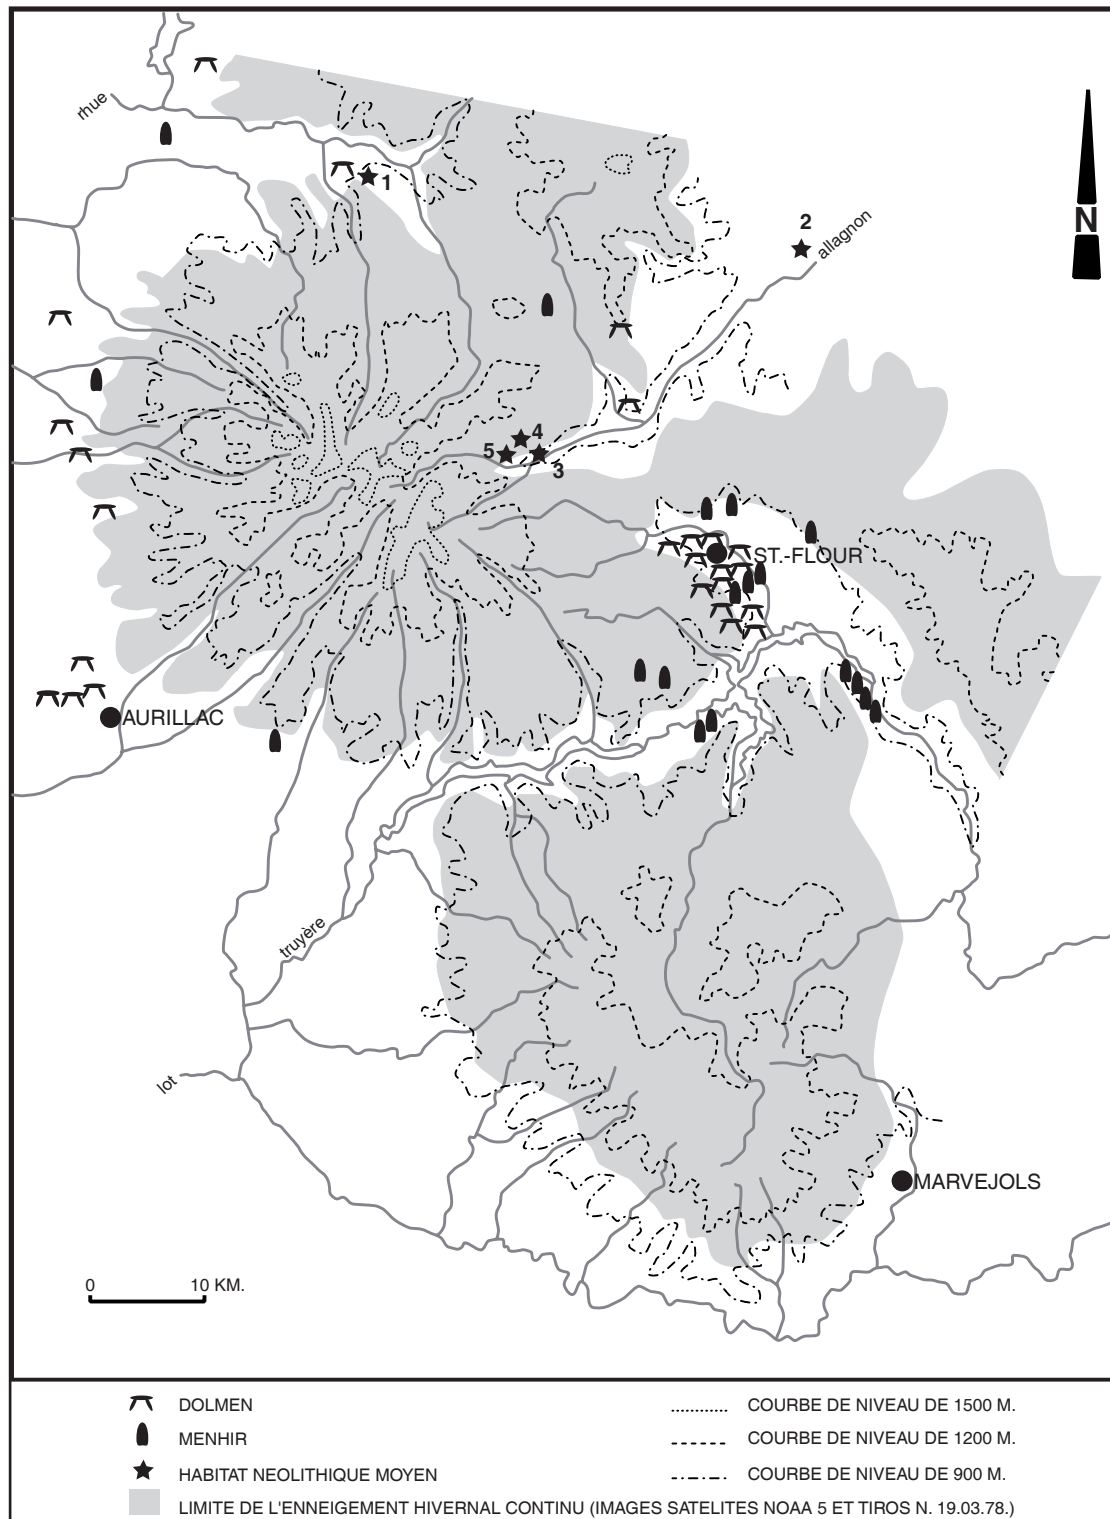 rhue
1
2
allagnon
N
4
5
3
ST.-FLOUR
AURILLAC
truyère
lot
MARVEJOLS
0 10 KM.
DOLMEN
MENHIR
HABITAT NEOLITHIQUE MOYEN
LIMITE DE L'ENNEIGEMENT HIVERNAL CONTINU (IMAGES SATELITES NOAA 5 ET TIROS N. 19.03.78.)
COURBE DE NIVEAU DE 1500 M.
COURBE DE NIVEAU DE 1200 M.
COURBE DE NIVEAU DE 900 M.